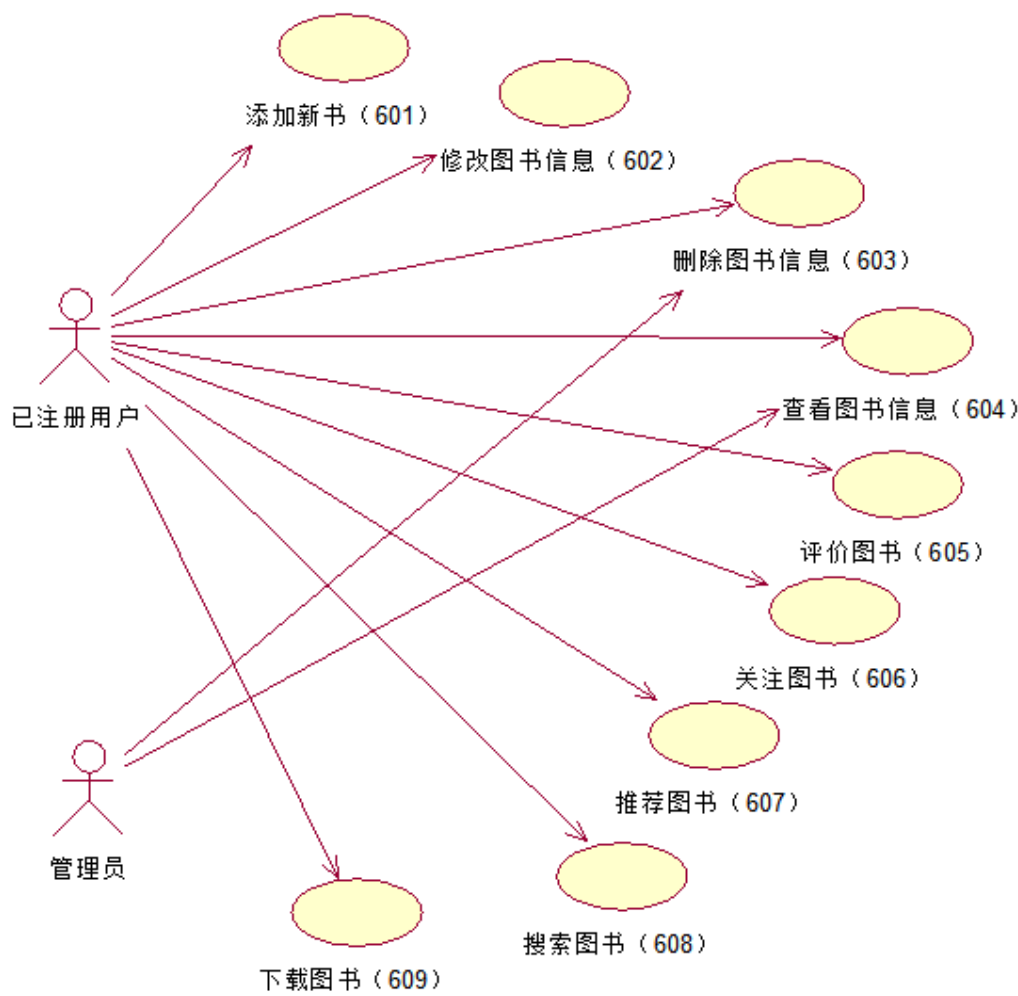 添加新书（601）
修改图书信息（602）
删除图书信息（603）
已注册用户
查看图书信息（604）
评价图书（605）
关注图书（606）
推荐图书（607）
管理员
搜索图书（608）
下载图书（609）